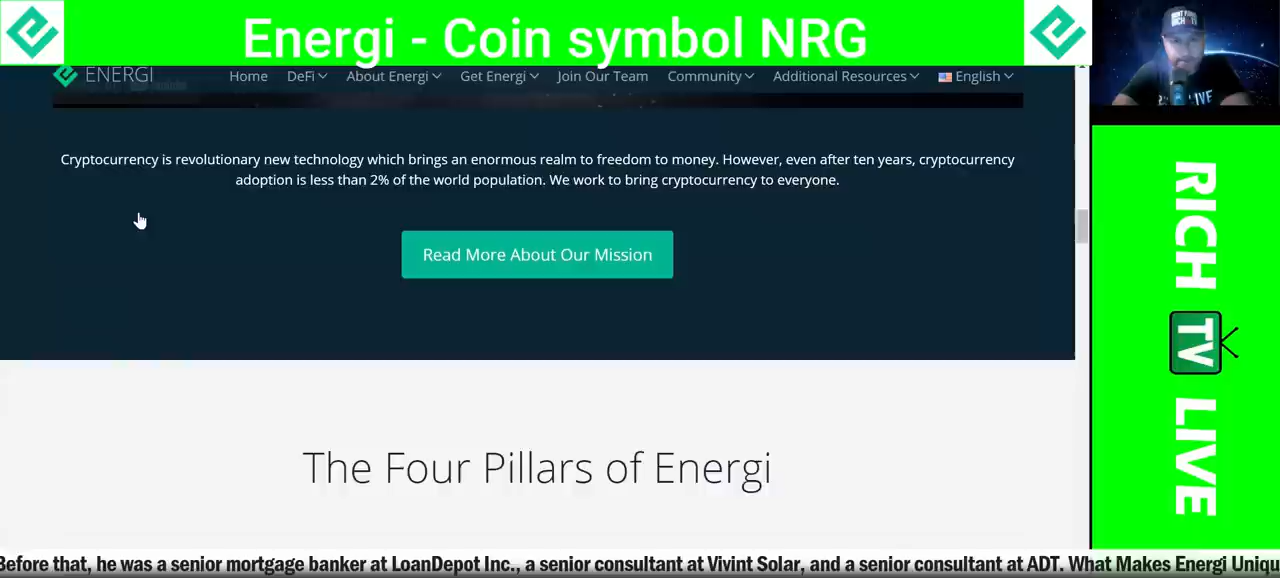 Energi - Coin symbol NRG
ENERGI
Home DeFi About Energi Get Energi Join Our Team Community Additional Resources English
Cryptocurrency is revolutionary new technology which brings an enormous realm to freedom to money. However, even after ten years, cryptocurrency
adoption is less than 2% of the world population. We work to bring cryptocurrency to everyone.
Read More About Our Mission
The Four Pillars of Energi
RICH TV LIVE
Before that, he was a senior mortgage banker at LoanDepot Inc., a senior consultant at Vivint Solar, and a senior consultant at ADT. What Makes Energi Uniqu